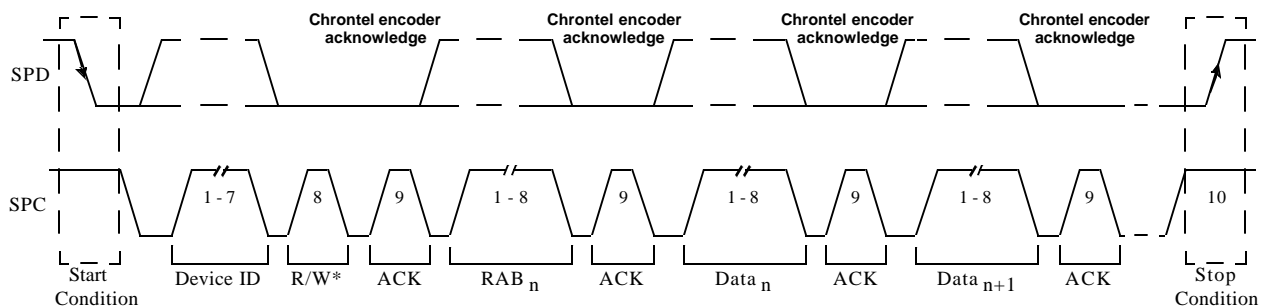 Chrontel encoder
acknowledge
Chrontel encoder
acknowledge
Chrontel encoder
acknowledge
Chrontel encoder
acknowledge
SPD
SPC
1 - 7
8
9
1 - 8
9
1 - 8
9
1 - 8
9
10
Start
Condition
Device ID
R/W*
ACK
RAB n
ACK
Data n
ACK
Data n+1
ACK
Stop
Condition